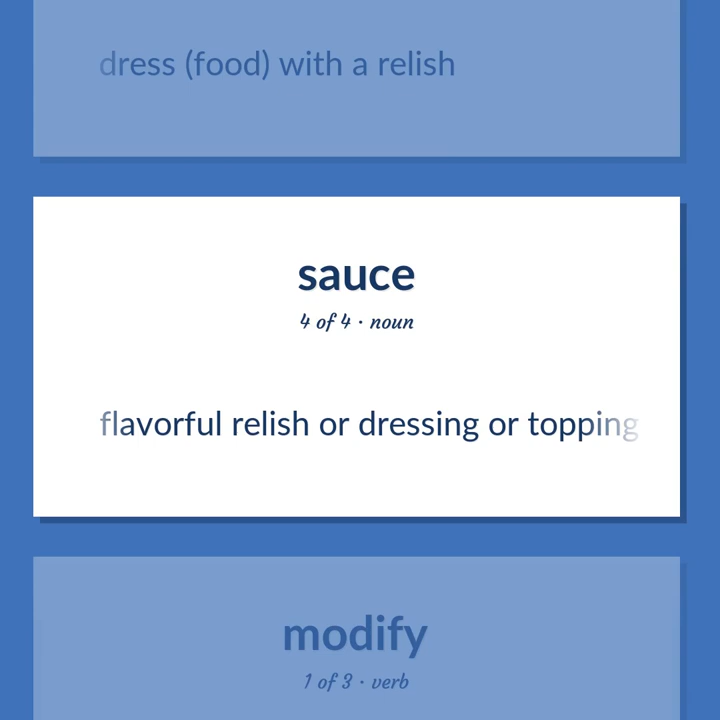 dress (food) with a relish
sauce
4 of 4 · noun
flavorful relish or dressing or topping
modify
1 of 3 · verb